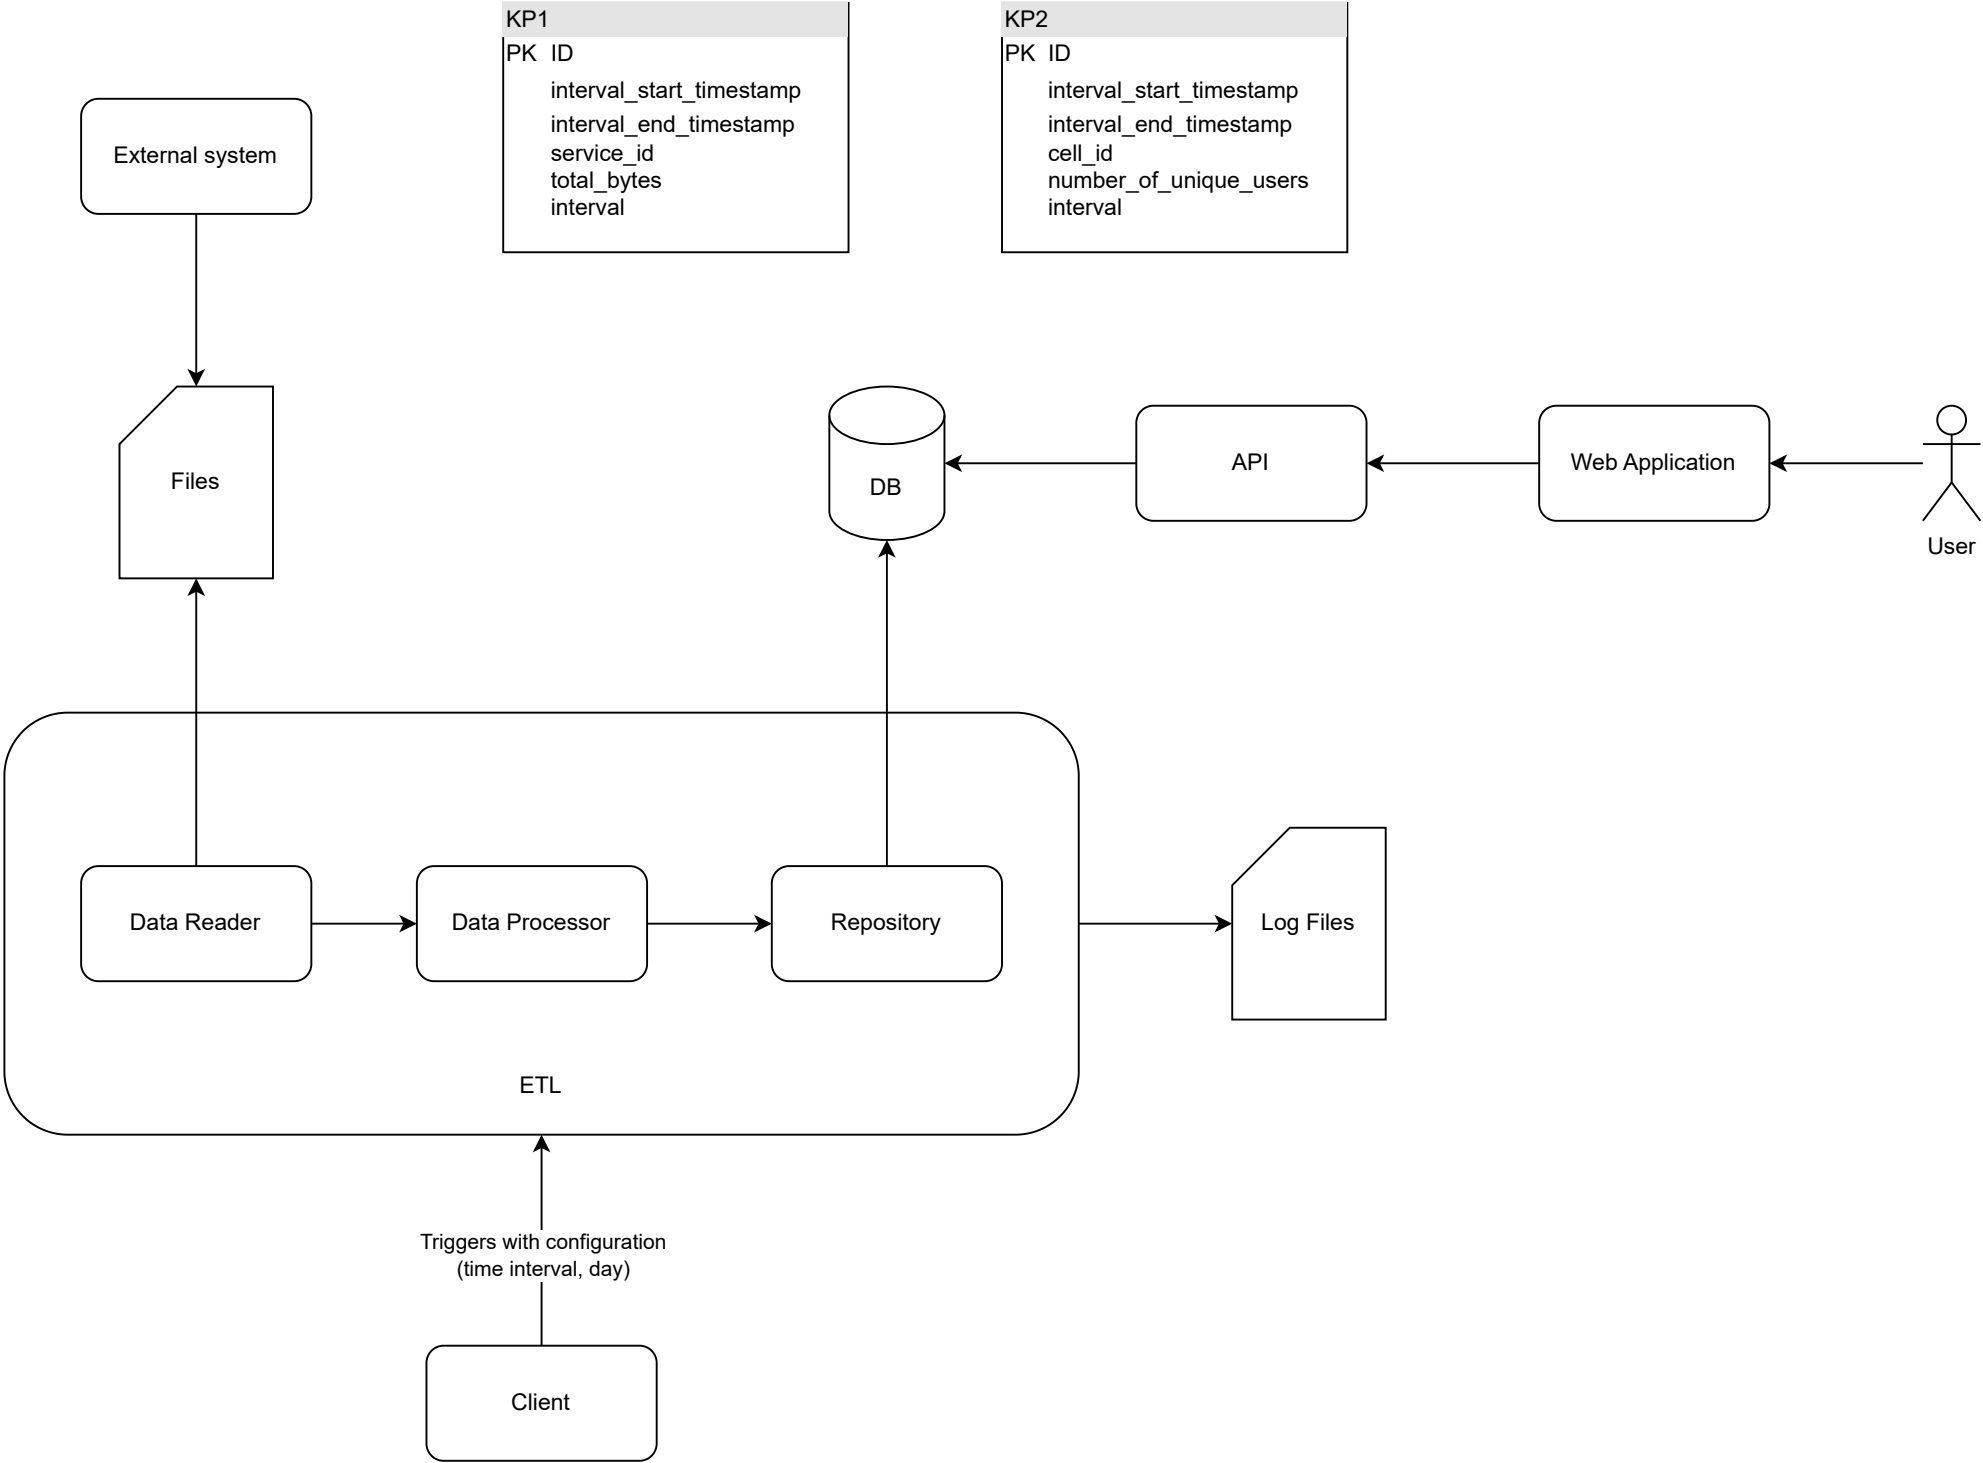 KP1
PK ID
interval_start_timestamp
interval_end_timestamp
service_id
total_bytes
interval
KP2
PK ID
interval_start_timestamp
interval_end_timestamp
cell_id
number_of_unique_users
interval
External system
Files
DB
API
Web Application
User
Data Reader
Data Processor
Repository
Log Files
ETL
Triggers with configuration
(time interval, day)
Client